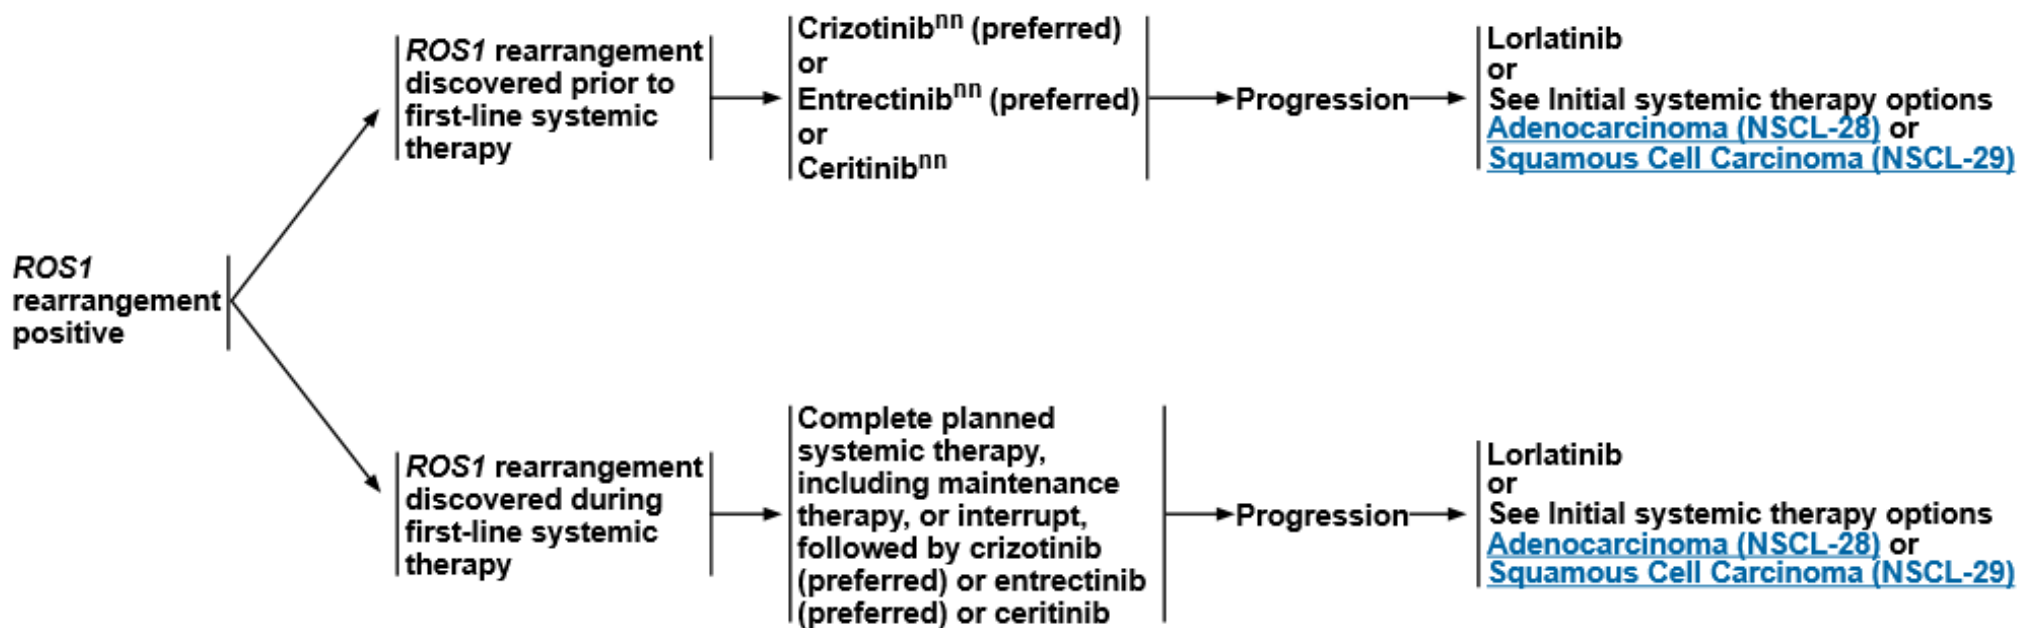 ROS1
rearrangement
positive
ROS1 rearrangement
discovered prior to
first-line systemic
therapy
Crizotinibnn (preferred)
or
Entrectinibnn (preferred)
or
Ceritinibnn
Progression
Lorlatinib
or
See Initial systemic therapy options
Adenocarcinoma (NSCL-28) or
Squamous Cell Carcinoma (NSCL-29)
ROS1 rearrangement
discovered during
first-line systemic
therapy
Complete planned
systemic therapy,
including maintenance
therapy, or interrupt,
followed by crizotinib
(preferred) or entrectinib
(preferred) or ceritinib
Progression
Lorlatinib
or
See Initial systemic therapy options
Adenocarcinoma (NSCL-28) or
Squamous Cell Carcinoma (NSCL-29)